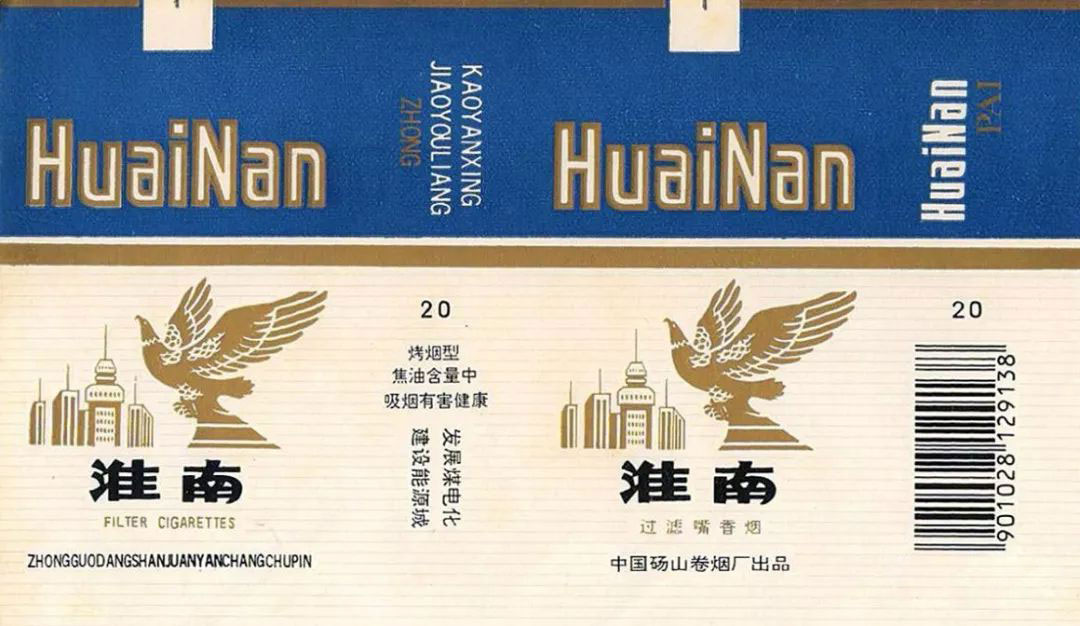 HuaiNan
KAOYANXING
JIAOYOULIANG
ZHONG
HuaiNan
HuaiNan
PAI
20
烤烟型
焦油含量中
吸烟有害健康
发展煤电化
建设能源城
20
淮南
FILTER CIGARETTES
ZHONGGUODANGSHANJUANYANCHANGCHUPIN
淮南
过滤嘴香烟
中国砀山卷烟厂出品
901028129138